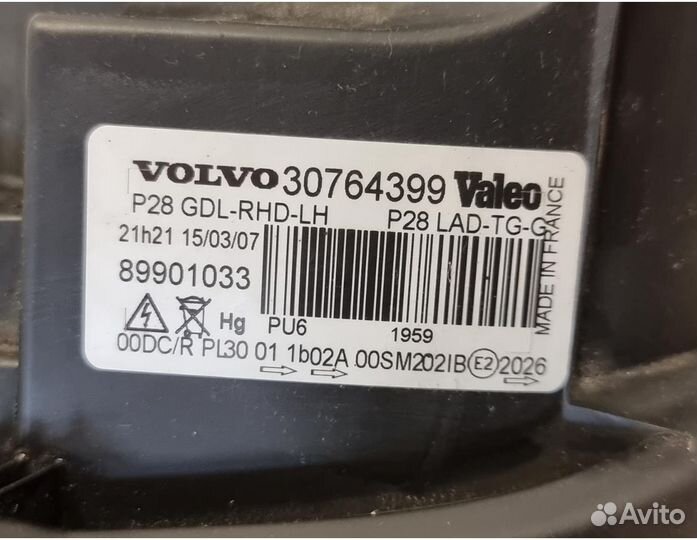 VOLVO 30764399 Valeo
P28 GDL-RHD-LH P28 LAD-TG-G
21h21 15/03/07
89901033
MADE IN FRANCE
Hg PU6 1959
00DC/R PL30 01 1b02A 00SM202IB E2 2026
Avito